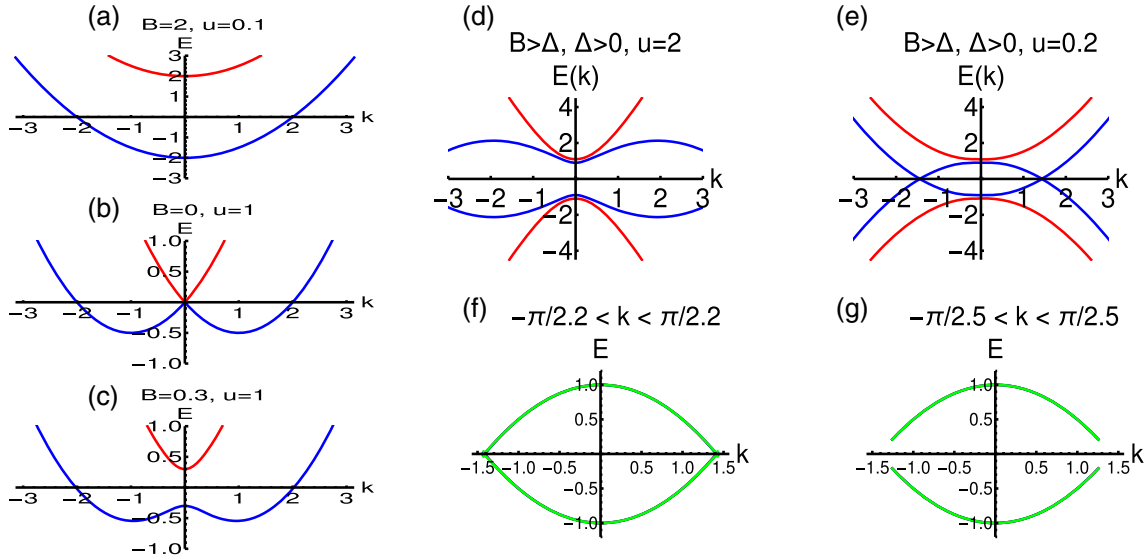 (a)
B=2, u=0.1
E
3
2
1
-3 -2 -1 1 2 3 k
-1
-2
-3
(b)
B=0, u=1
E
1.0
0.5
-3 -2 -1 1 2 3 k
-0.5
-1.0
(c)
B=0.3, u=1
E
1.0
0.5
-3 -2 -1 1 2 3 k
-0.5
-1.0
(d)
B>Δ, Δ>0, u=2
E(k)
4
2
-3 -2 -1 1 2 3 k
-2
-4
(e)
B>Δ, Δ>0, u=0.2
E(k)
4
2
-3 -2 -1 1 2 3 k
-2
-4
(f)
-π/2.2 < k < π/2.2
E
1.0
0.5
-1.5 -1.0 -0.5 0.5 1.0 1.5 k
-0.5
-1.0
(g)
-π/2.5 < k < π/2.5
E
1.0
0.5
-1.5 -1.0 -0.5 0.5 1.0 1.5 k
-0.5
-1.0